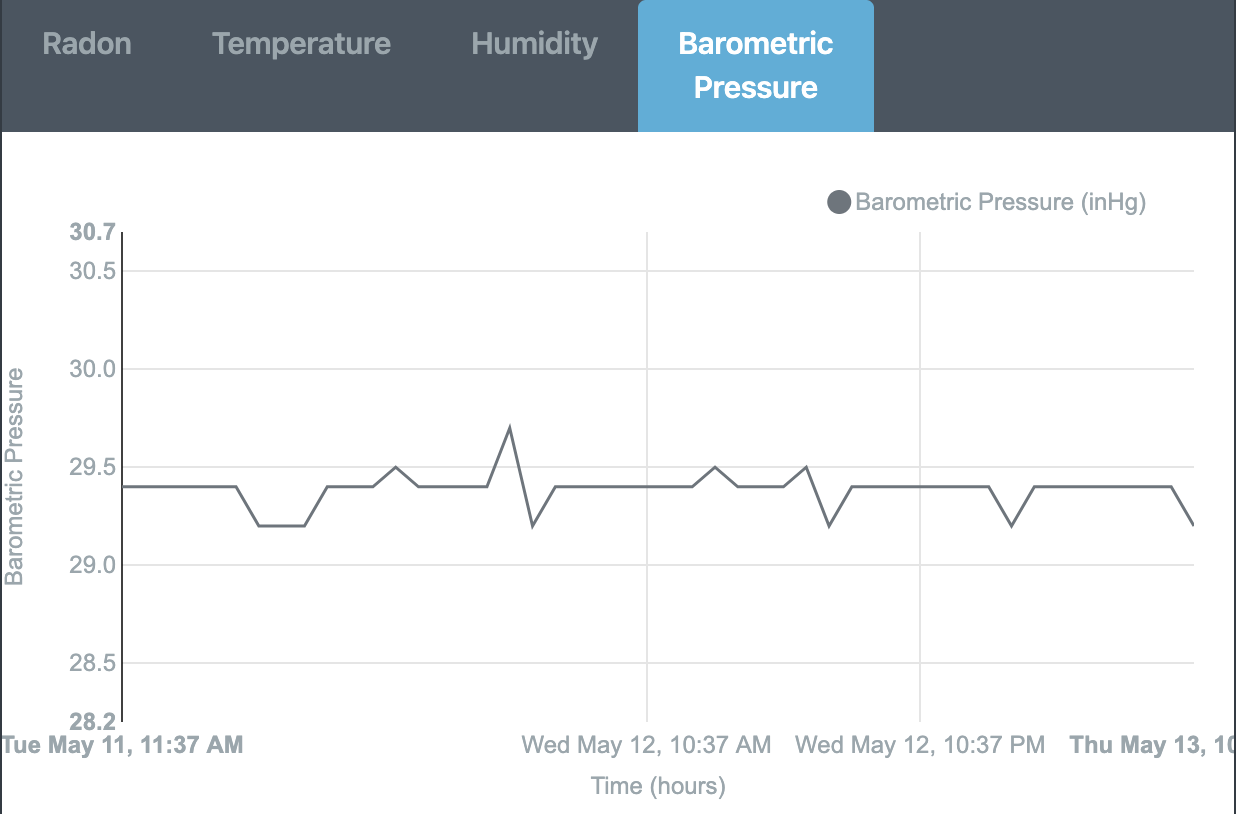 Radon
Temperature
Humidity
Barometric
Pressure
Barometric Pressure (inHg)
30.7
30.5
30.0
29.5
29.0
28.5
28.2
Barometric Pressure
Tue May 11, 11:37 AM
Wed May 12, 10:37 AM
Wed May 12, 10:37 PM
Thu May 13, 10
Time (hours)